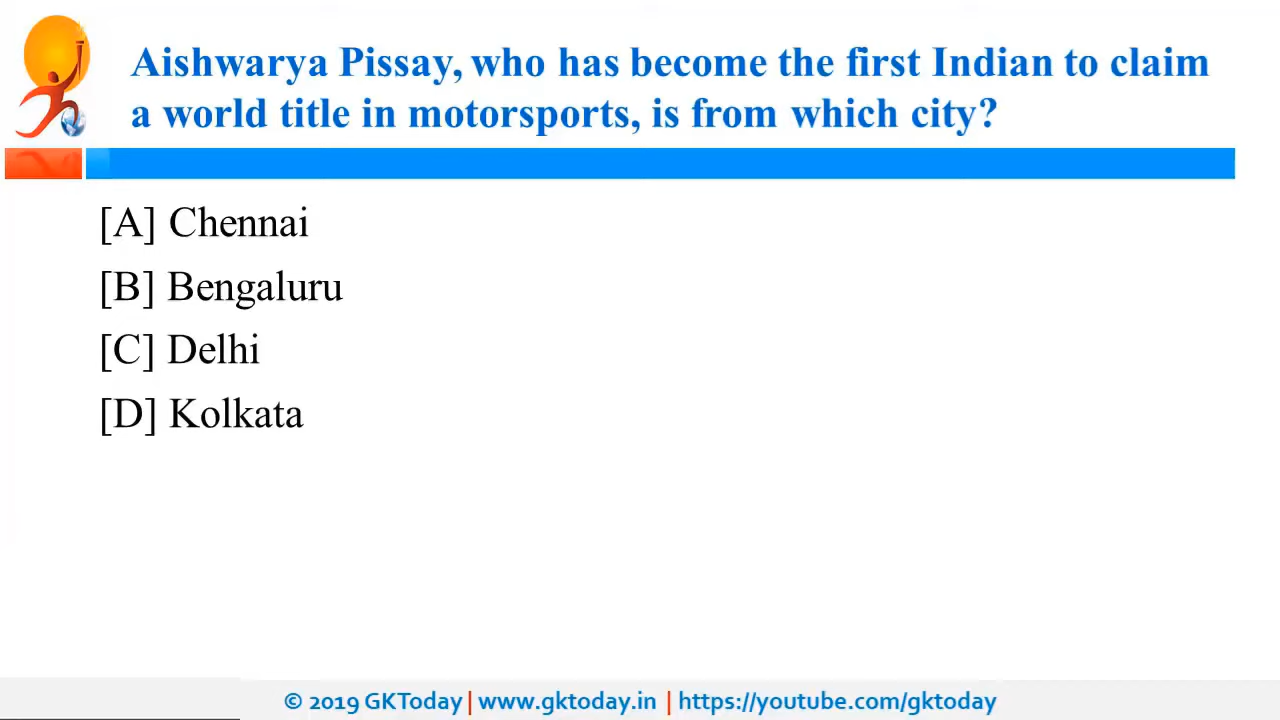 Aishwarya Pissay, who has become the first Indian to claim
a world title in motorsports, is from which city?
[A] Chennai
[B] Bengaluru
[C] Delhi
[D] Kolkata
© 2019 GKToday | www.gktoday.in | https://youtube.com/gktoday